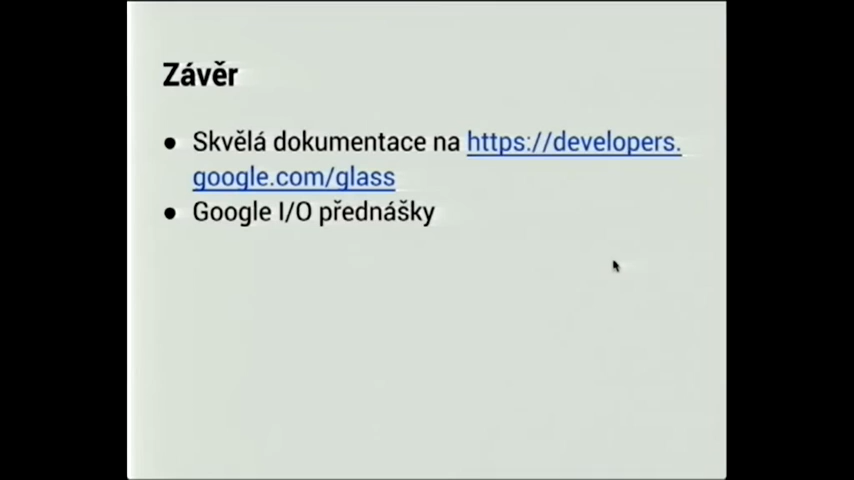 Závěr
● Skvělá dokumentace na https://developers.
google.com/glass
● Google I/O přednášky